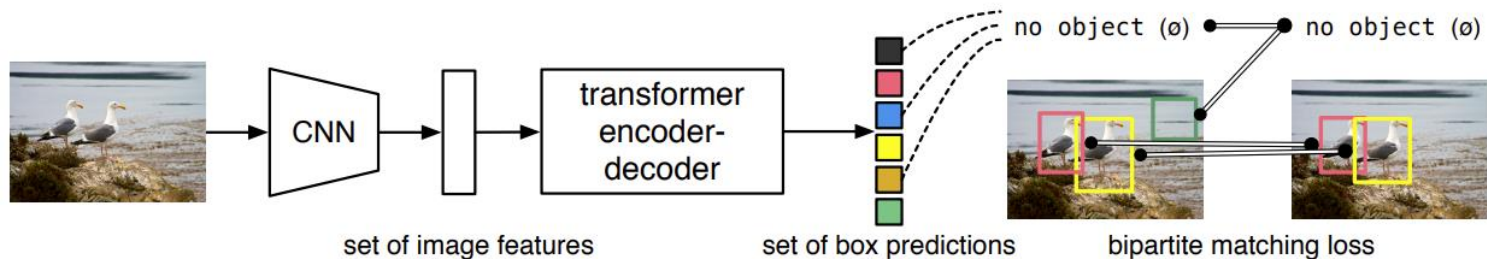 no object (ø)
no object (ø)
CNN
transformer
encoder-
decoder
set of image features
set of box predictions
bipartite matching loss